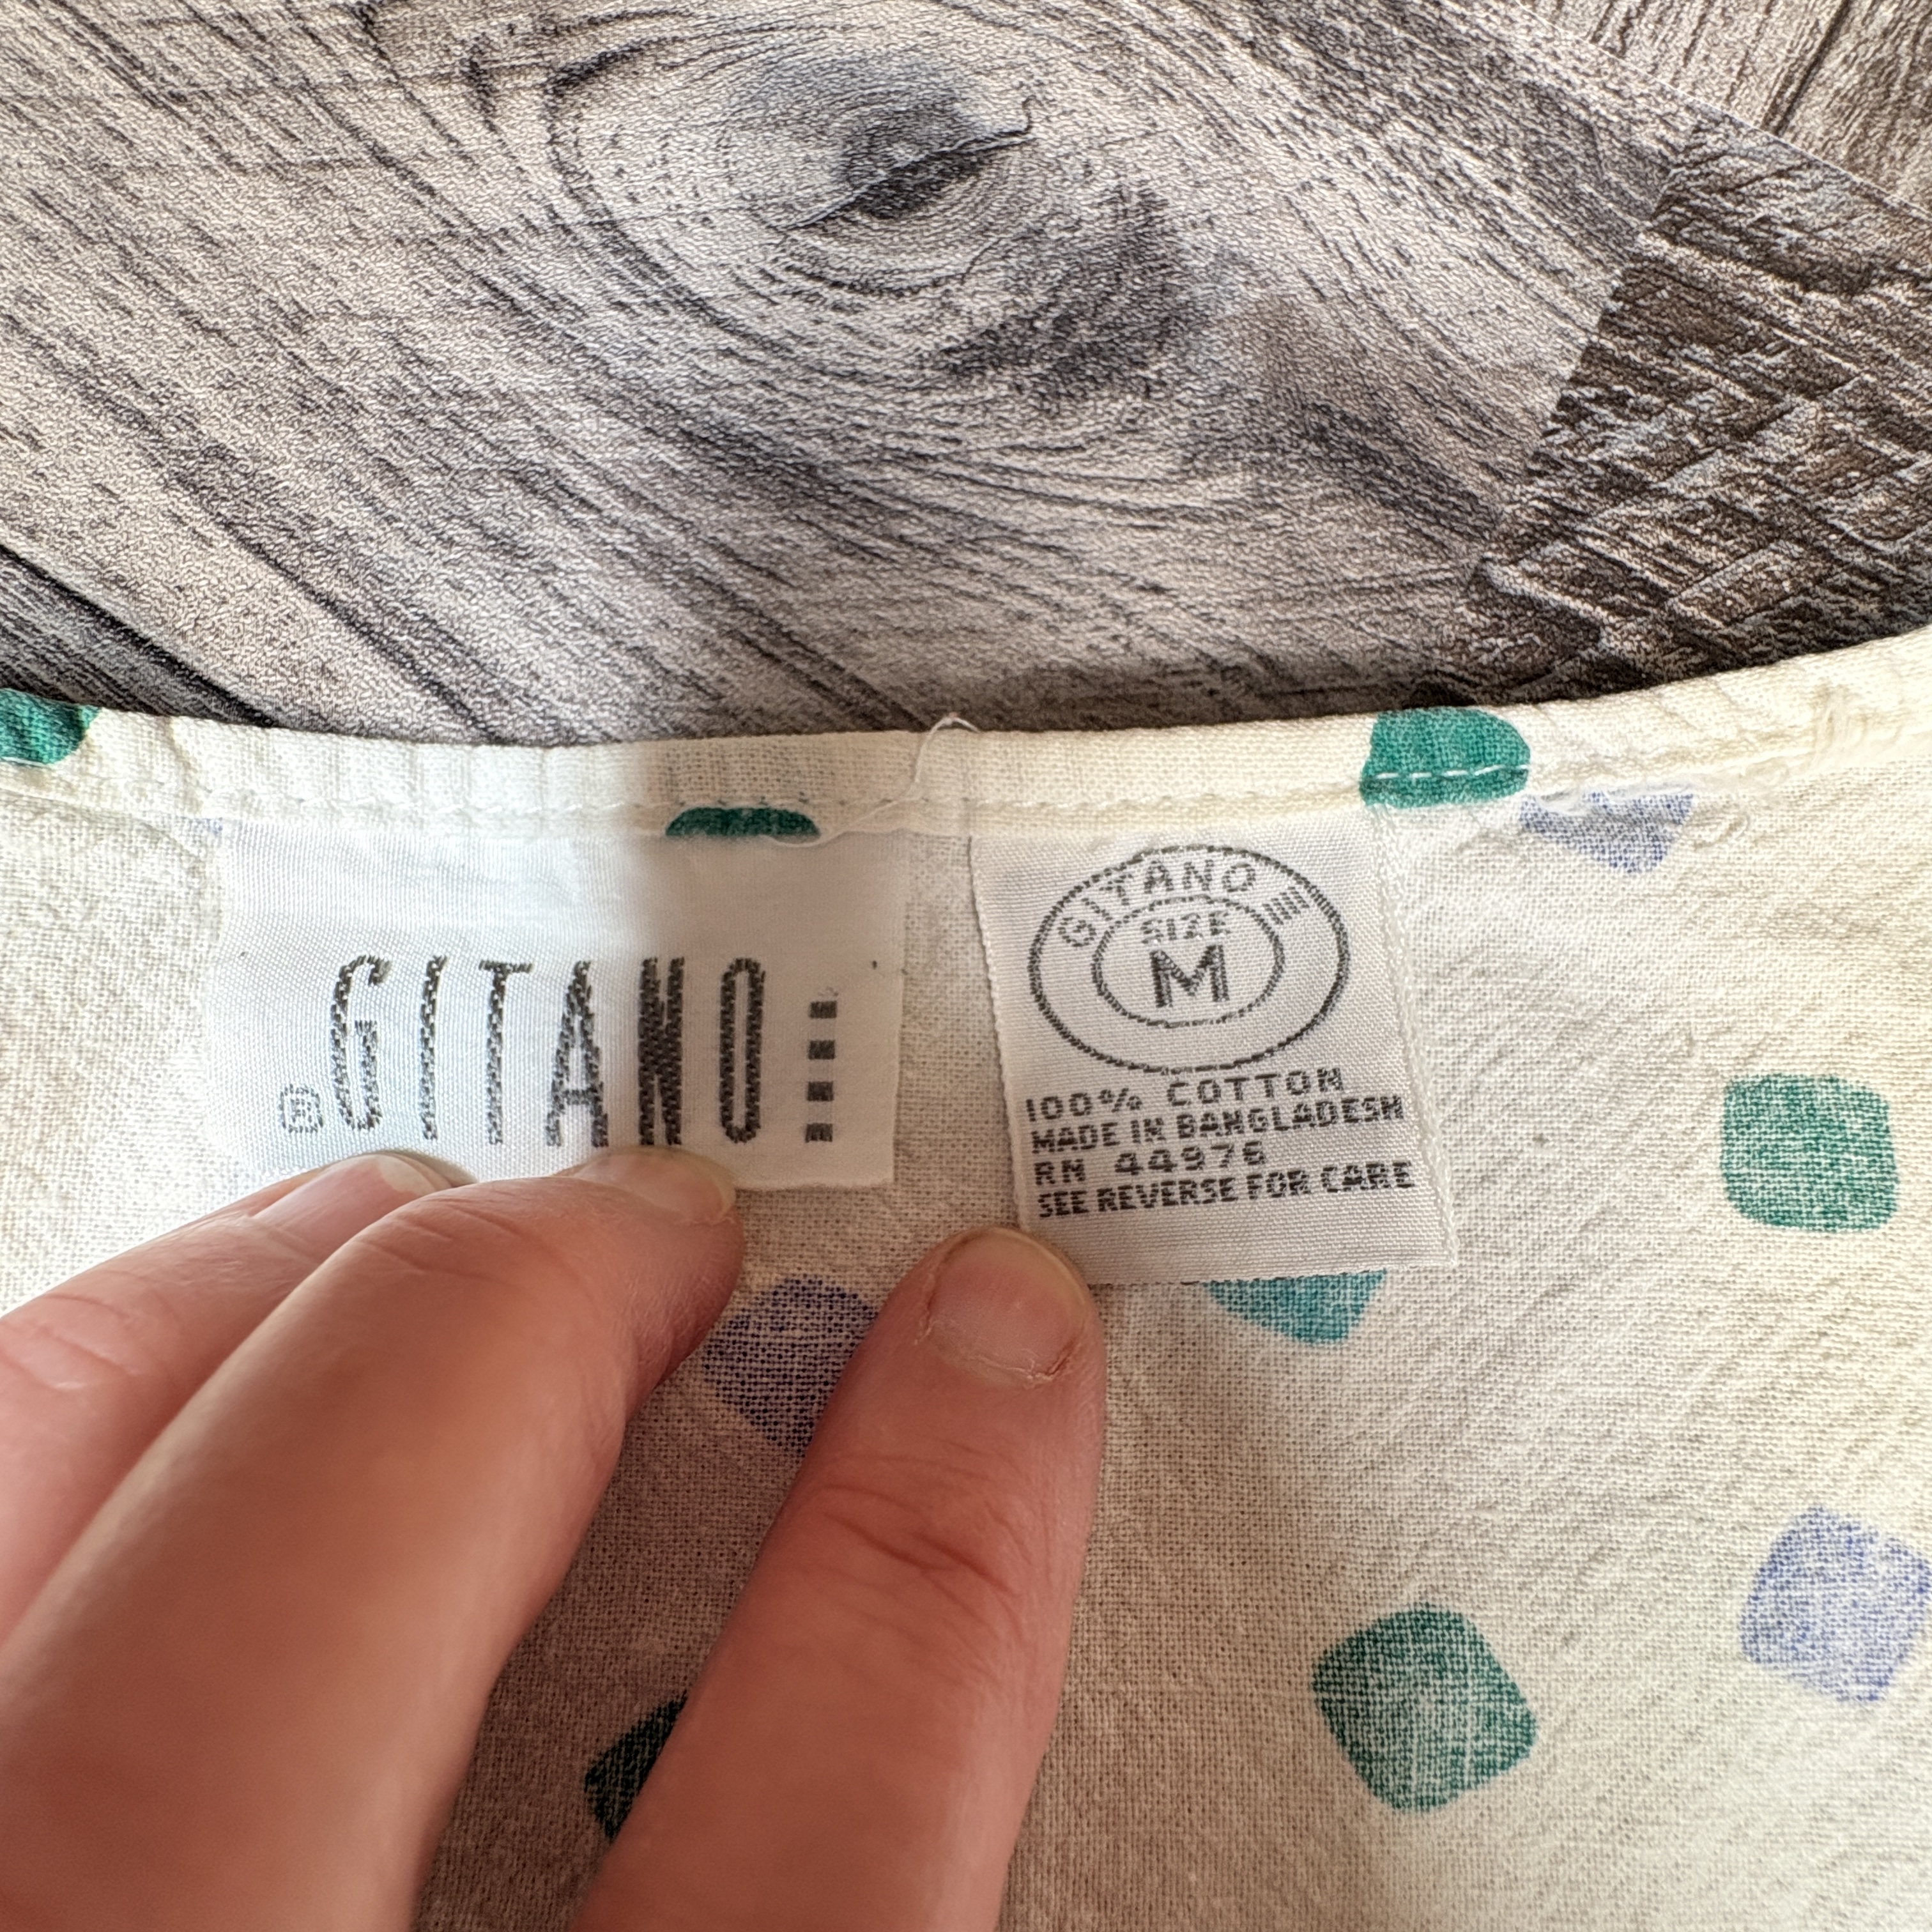 ® GITANO
GITANO
SIZE
M
100% COTTON
MADE IN BANGLADESH
RN 44976
SEE REVERSE FOR CARE